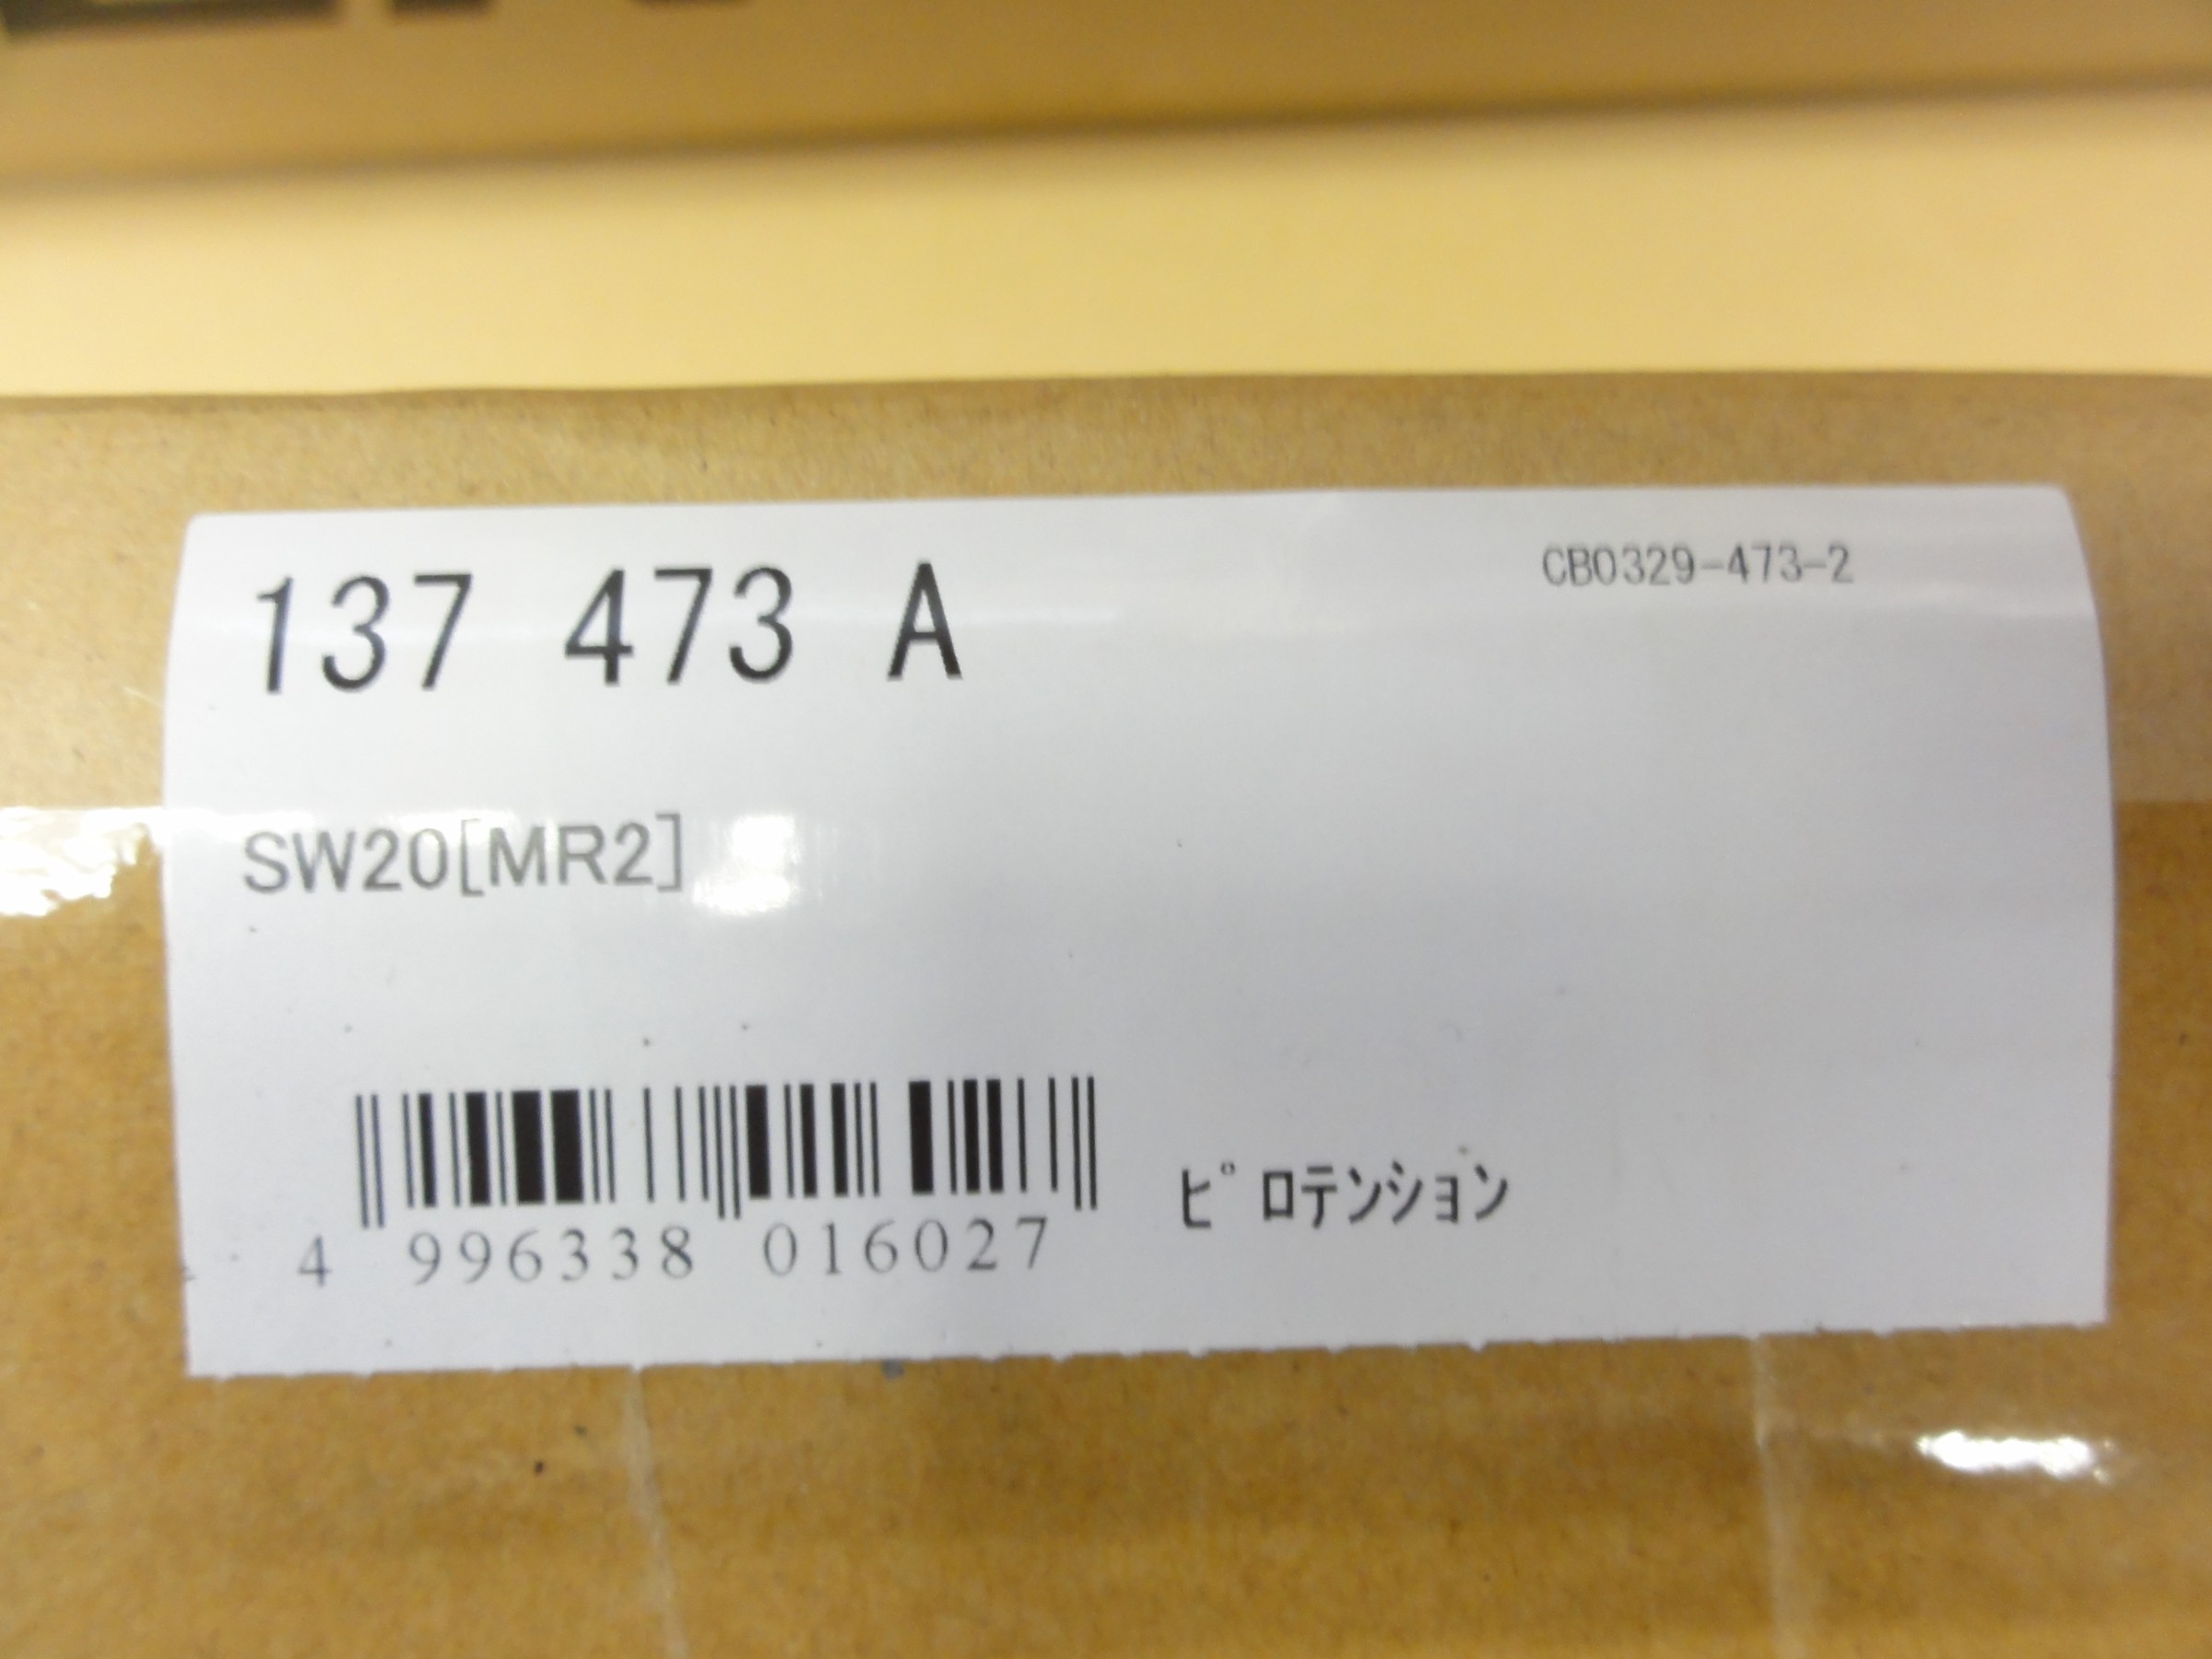 137 473 A
CB0329-473-2
SW20[MR2]
ﾋﾟﾛﾃﾝｼｮﾝ
4 996338 016027